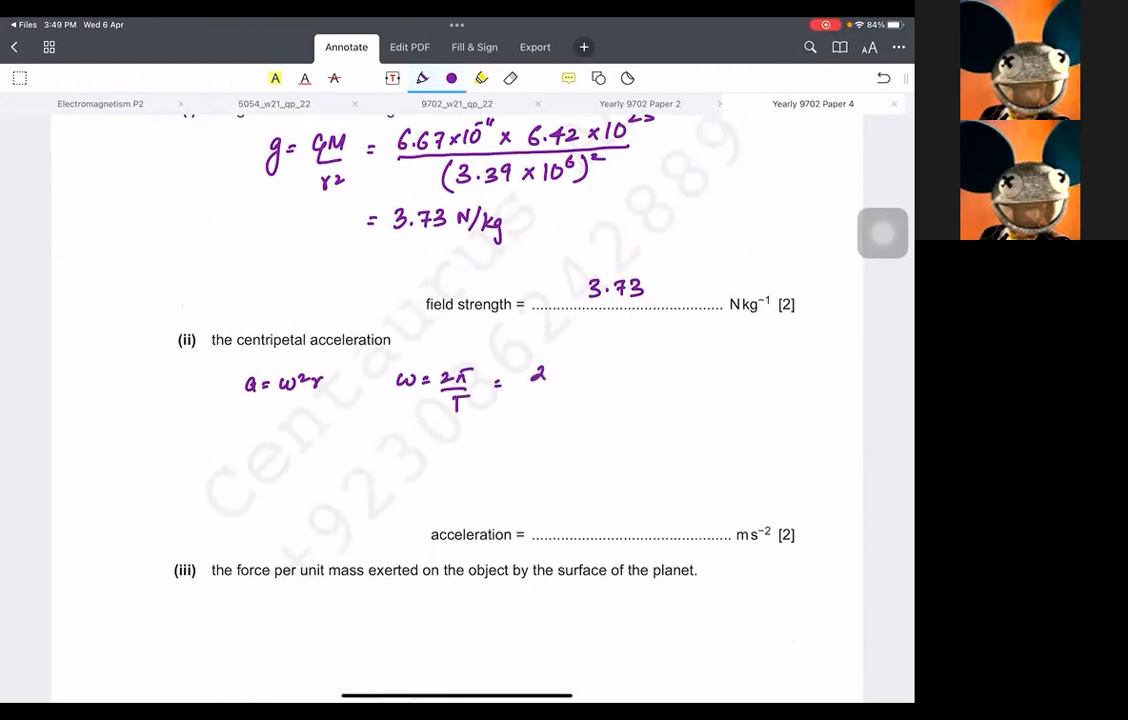 Files 3:49 PM Wed 6 Apr 84%
Annotate Edit PDF Fill & Sign Export
Electromagnetism P2 5054_w21_qp_22 9702_w21_qp_22 Yearly 9702 Paper 2 Yearly 9702 Paper 4
g = GM/r2 = 6.67×10⁻¹¹ × 6.42 ×10²³/(3.39 ×10⁶)²
= 3.73 N/kg
field strength = 3.73 N kg⁻¹ [2]
(ii) the centripetal acceleration
a = ω²r ω = 2π/T = 2
acceleration = ............................................... m s⁻² [2]
(iii) the force per unit mass exerted on the object by the surface of the planet.
Centaurus
+923086242889